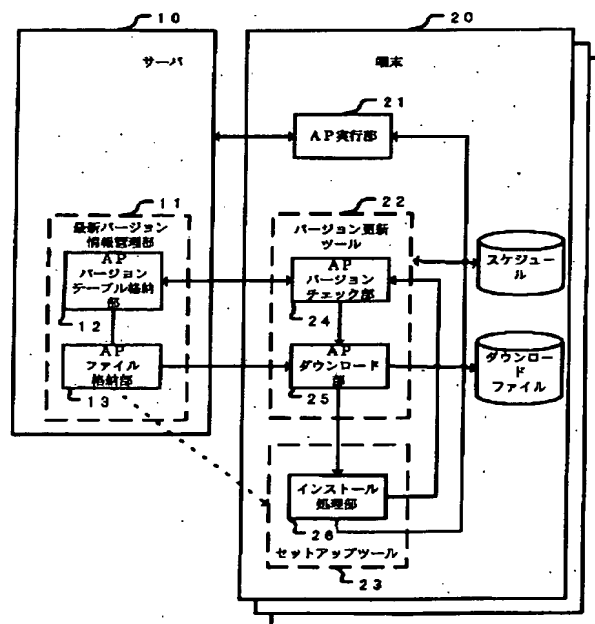 10
20
サーバ
端末
21
AP実行部
11
22
最新バージョン
情報管理部
バージョン更新
ツール
AP
バージョン
テーブル格納
部
AP
バージョン
チェック部
スケジュー
ル
12
24
AP
ファイル
格納部
AP
ダウンロード
部
ダウンロー
ド
ファイル
13
25
インストール
処理部
26
セットアップツール
23